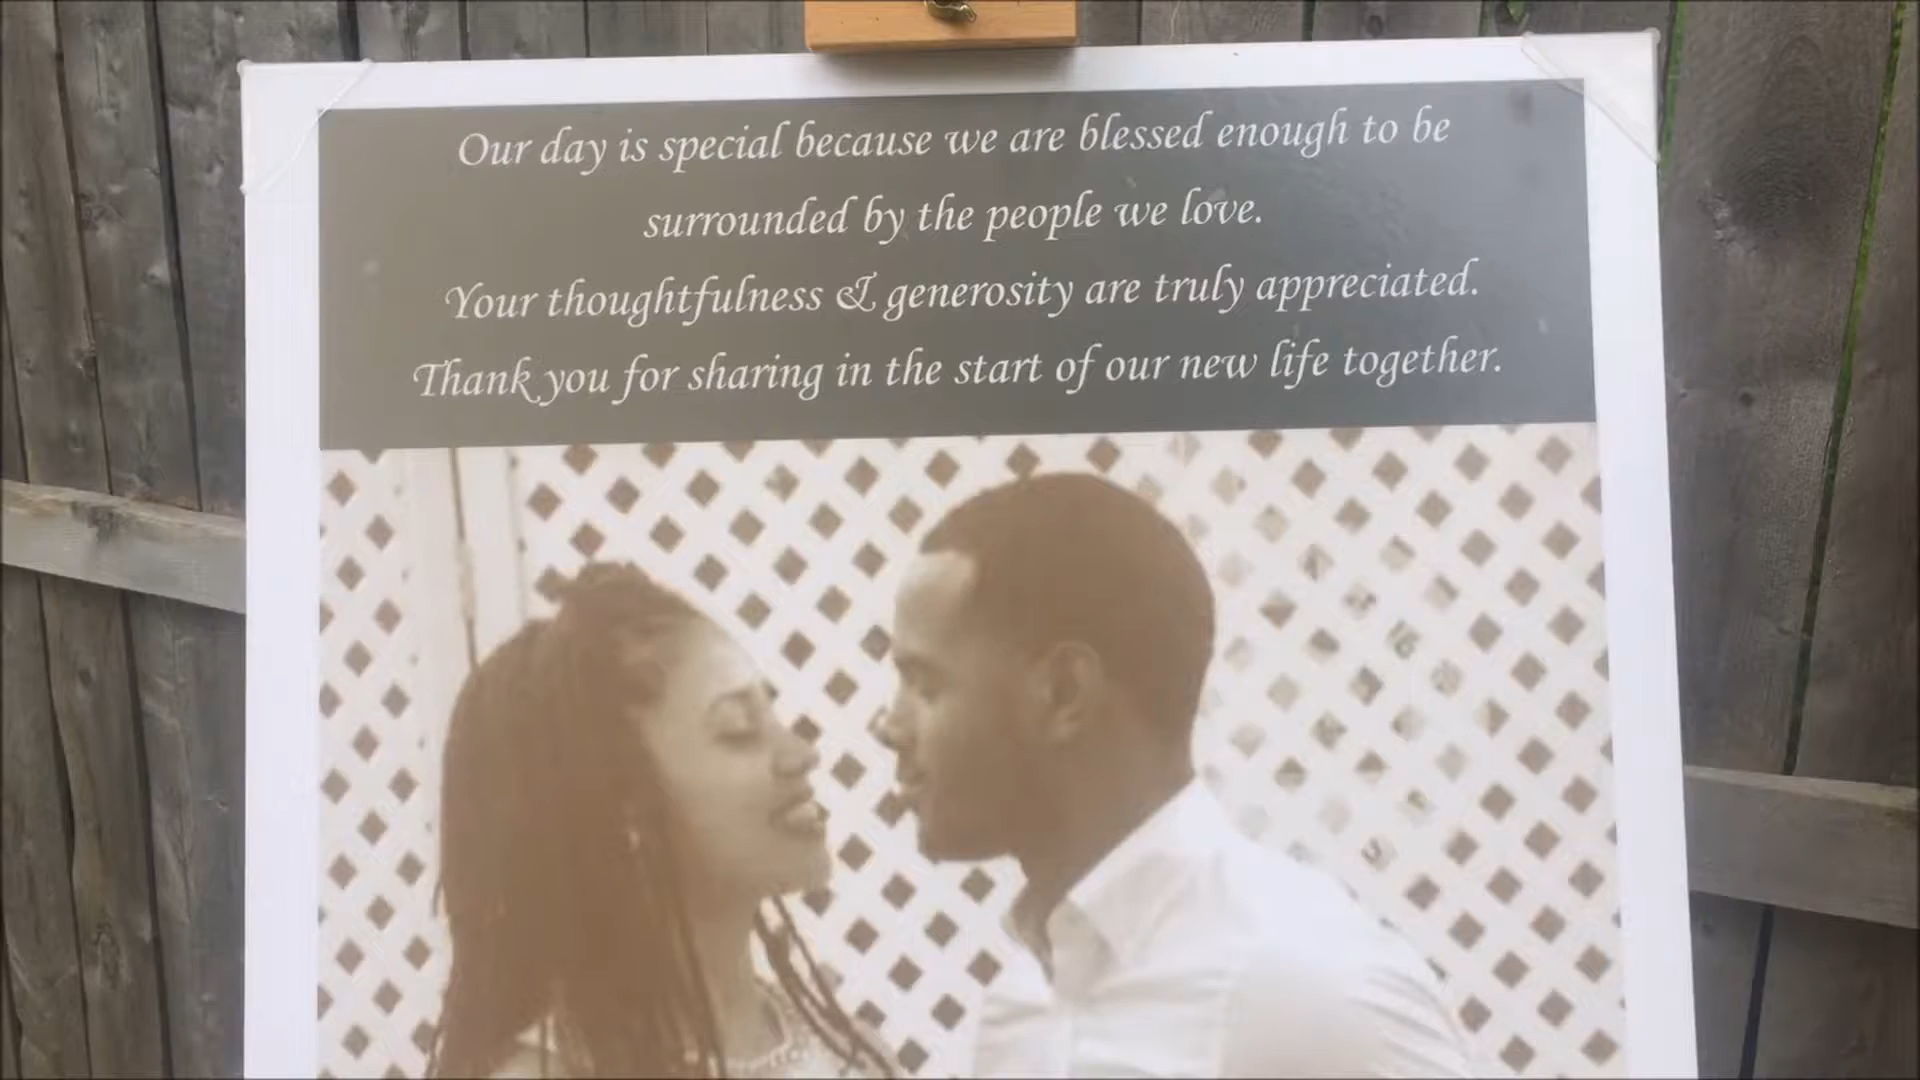 Our day is special because we are blessed enough to be
surrounded by the people we love.
Your thoughtfulness & generosity are truly appreciated.
Thank you for sharing in the start of our new life together.